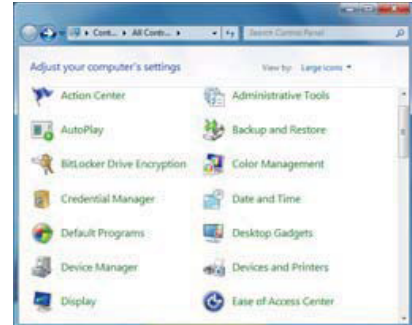 Cont... All Cont...
Search Control Panel
Adjust your computer's settings
View by: Large icons
Action Center Administrative Tools
AutoPlay Backup and Restore
BitLocker Drive Encryption Color Management
Credential Manager Date and Time
Default Programs Desktop Gadgets
Device Manager Devices and Printers
Display Ease of Access Center